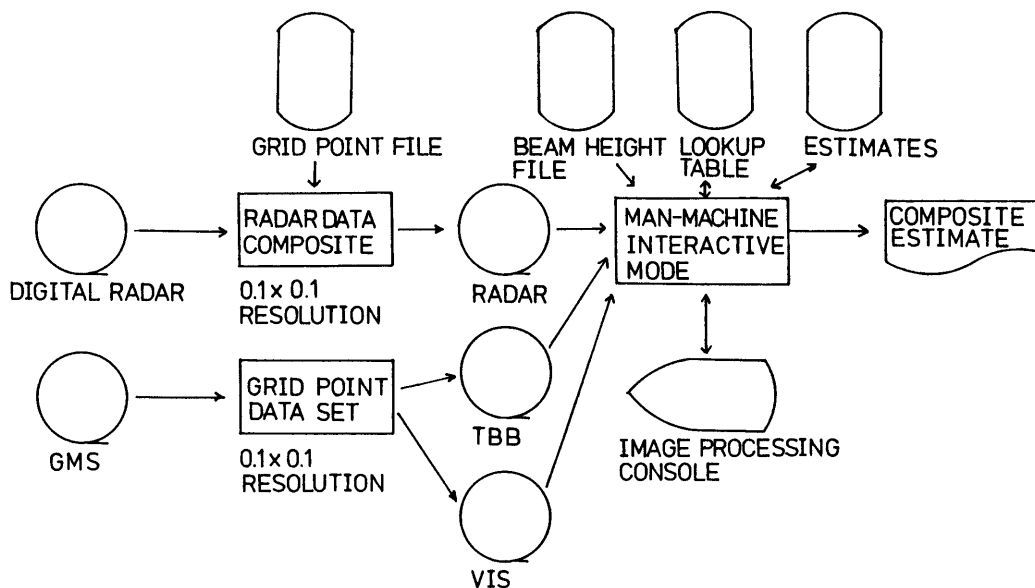 GRID POINT FILE
BEAM HEIGHT
FILE
LOOKUP
TABLE
ESTIMATES
DIGITAL RADAR
RADAR DATA
COMPOSITE
0.1 x 0.1
RESOLUTION
RADAR
MAN-MACHINE
INTERACTIVE
MODE
COMPOSITE
ESTIMATE
GMS
GRID POINT
DATA SET
0.1 x 0.1
RESOLUTION
TBB
VIS
IMAGE PROCESSING
CONSOLE